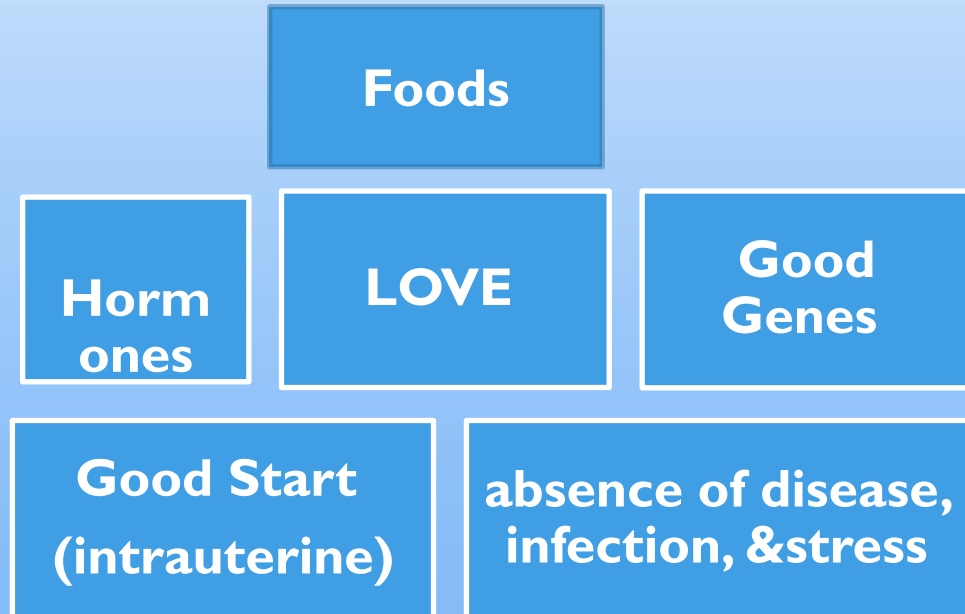 Foods
Horm
ones
LOVE
Good
Genes
Good Start
(intrauterine)
absence of disease,
infection, &stress